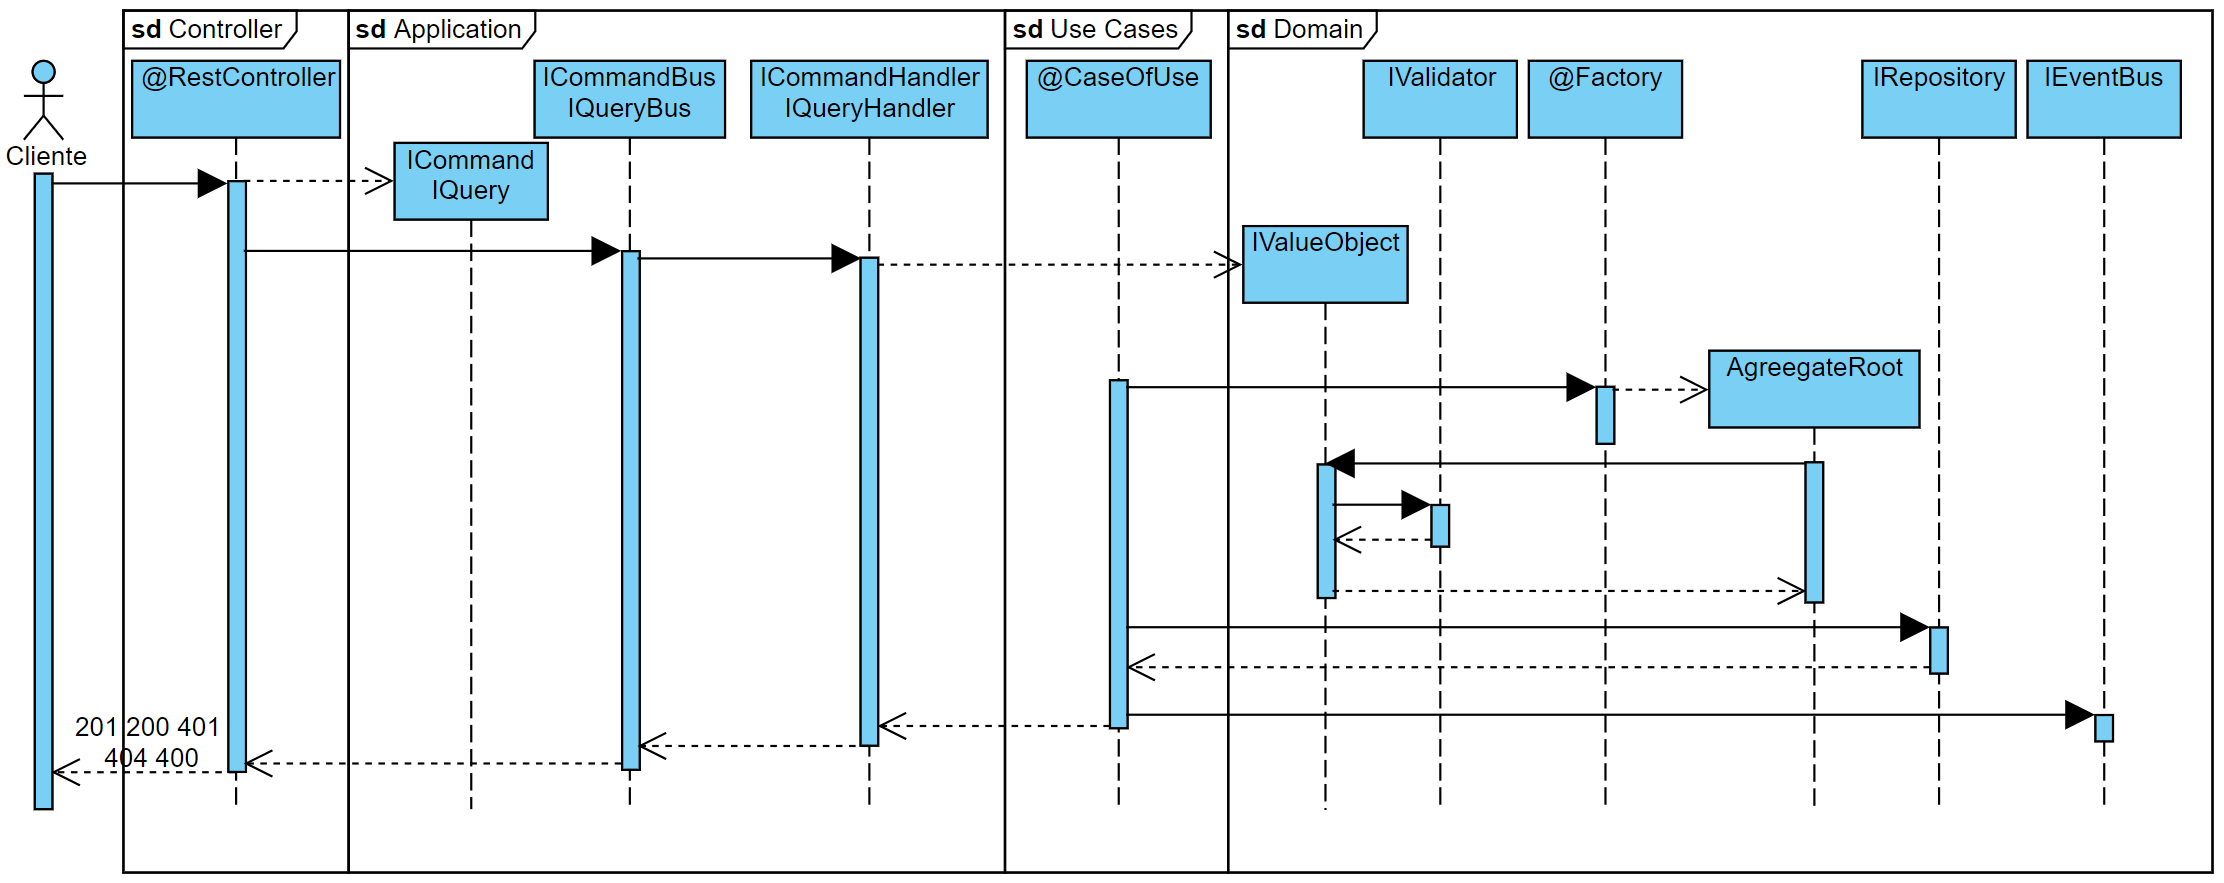 sd Controller
sd Application
sd Use Cases
sd Domain
@RestController
ICommandBus
IQueryBus
ICommandHandler
IQueryHandler
@CaseOfUse
IValidator
@Factory
IRepository
IEventBus
Cliente
ICommand
IQuery
IValueObject
AgreegateRoot
201 200 401
404 400